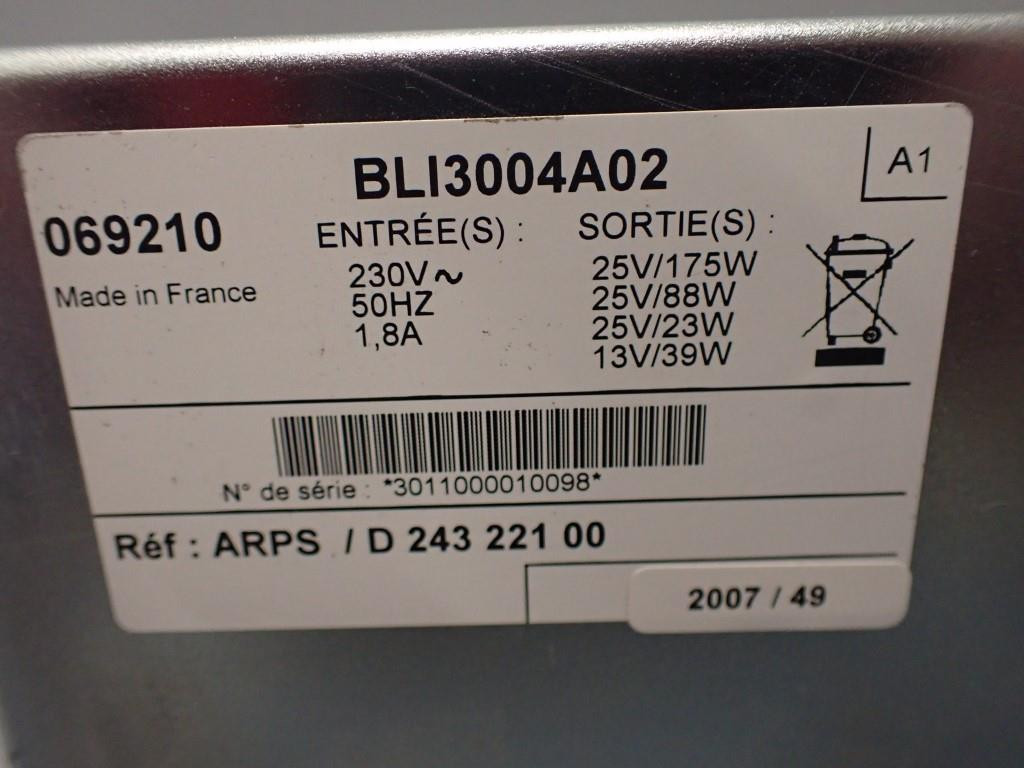 BLI3004A02
A1
069210
Made in France
ENTRÉE(S) :
230V~
50HZ
1,8A
SORTIE(S) :
25V/175W
25V/88W
25V/23W
13V/39W
N° de série : *3011000010098*
Réf : ARPS / D 243 221 00
2007 / 49